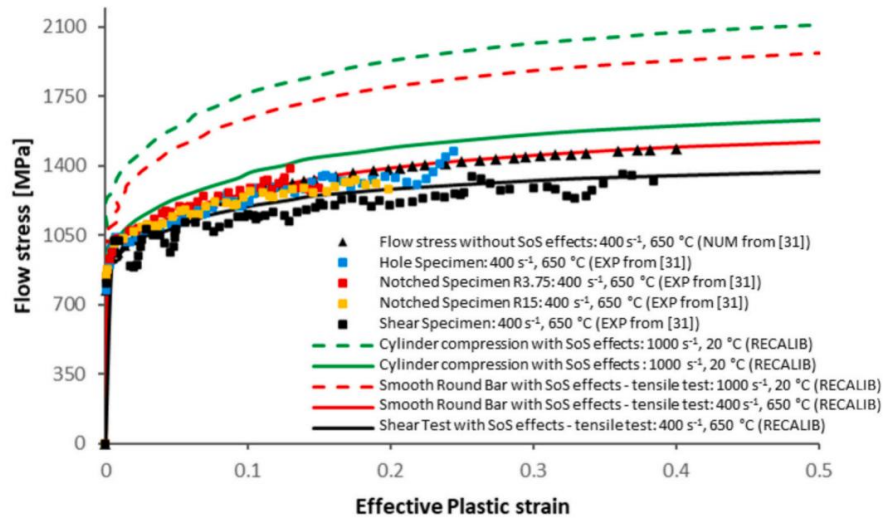 2100
1750
1400
1050
700
350
0
Flow stress [MPa]
Flow stress without SoS effects: 400 s⁻¹, 650 °C (NUM from [31])
Hole Specimen: 400 s⁻¹, 650 °C (EXP from [31])
Notched Specimen R3.75: 400 s⁻¹, 650 °C (EXP from [31])
Notched Specimen R15: 400 s⁻¹, 650 °C (EXP from [31])
Shear Specimen: 400 s⁻¹, 650 °C (EXP from [31])
Cylinder compression with SoS effects: 1000 s⁻¹, 20 °C (RECALIB)
Cylinder compression with SoS effects : 1000 s⁻¹, 20 °C (RECALIB)
Smooth Round Bar with SoS effects - tensile test: 1000 s⁻¹, 20 °C (RECALIB)
Smooth Round Bar with SoS effects - tensile test: 400 s⁻¹, 650 °C (RECALIB)
Shear Test with SoS effects - tensile test: 400 s⁻¹, 650 °C (RECALIB)
0 0.1 0.2 0.3 0.4 0.5
Effective Plastic strain